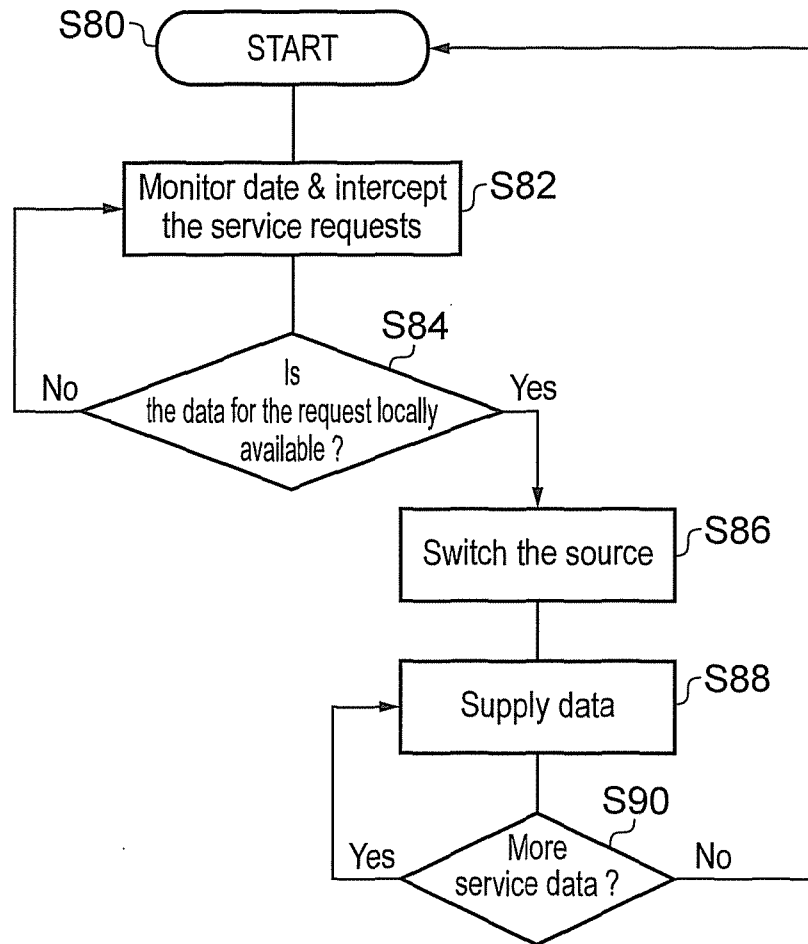 S80
START
Monitor date & intercept
the service requests
S82
S84
Is
the data for the request locally
available ?
No
Yes
Switch the source
S86
Supply data
S88
S90
More
service data ?
Yes
No